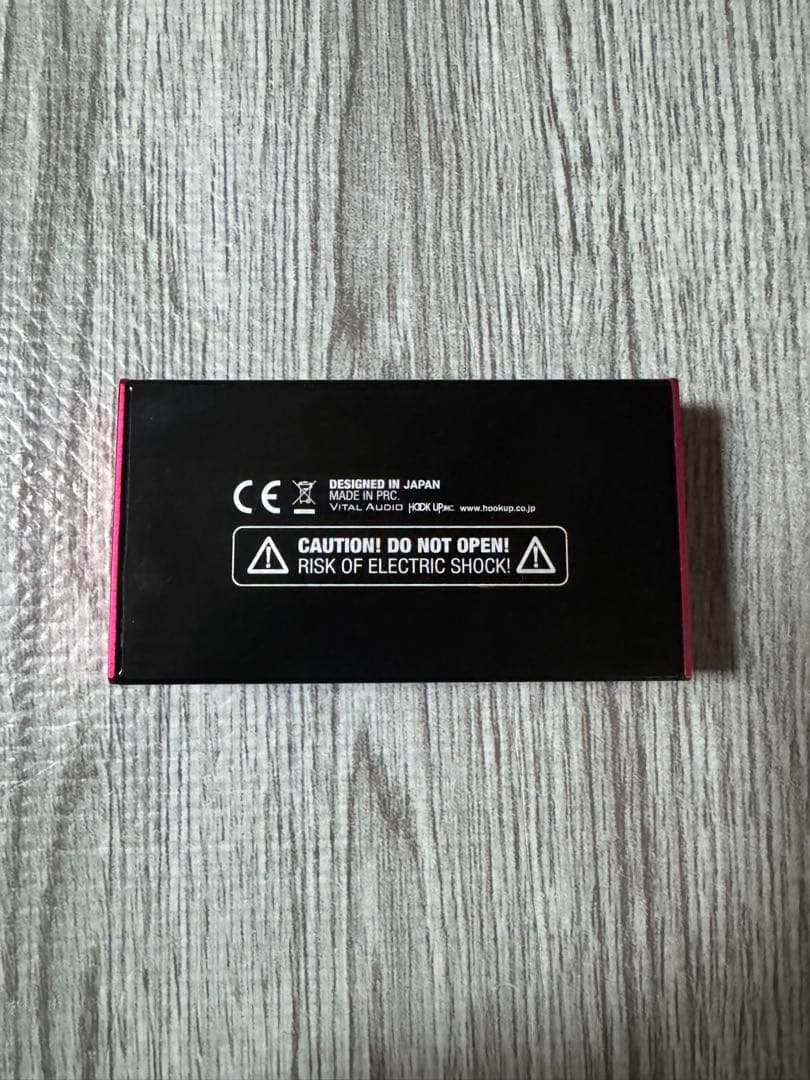 CE
DESIGNED IN JAPAN
MADE IN PRC.
VITAL AUDIO HOOK UP,INC. www.hookup.co.jp
CAUTION! DO NOT OPEN!
RISK OF ELECTRIC SHOCK!